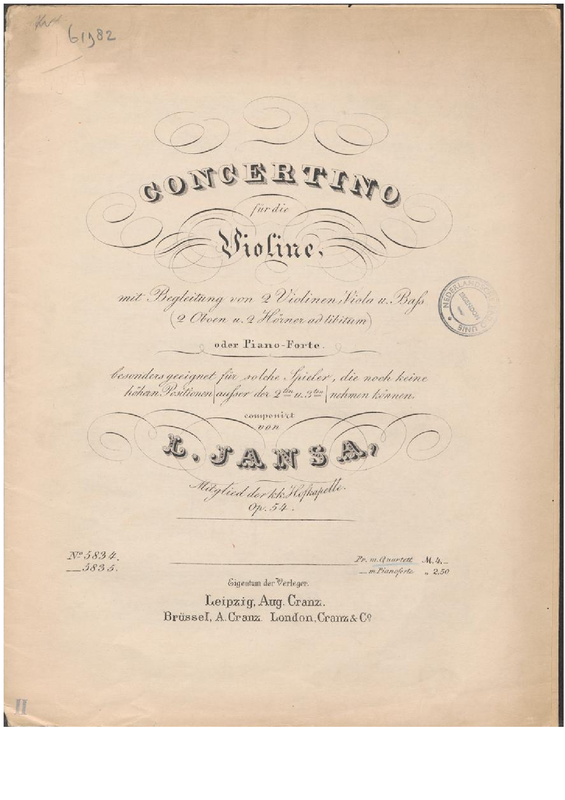 61982
CONCERTINO
für die
Violine,
mit Begleitung von 2 Violinen, Viola u. Bass
(2 Oboen u. 2 Hörner ad libitum)
oder Piano-Forte.
besonders geeignet für solche Spieler, die noch keine
höhern Positionen (ausser der 2ten u. 3ten) nehmen können.
componirt
von
L. JANSA,
Mitglied der k.k. Hofkapelle.
Op. 54.
No 5834.
5835.
Pr. m. Quartett M. 4._
_ m. Pianoforte „ 2,50
Eigentum der Verleger.
Leipzig, Aug. Cranz.
Brüssel, A. Cranz. London, Cranz & Co
II